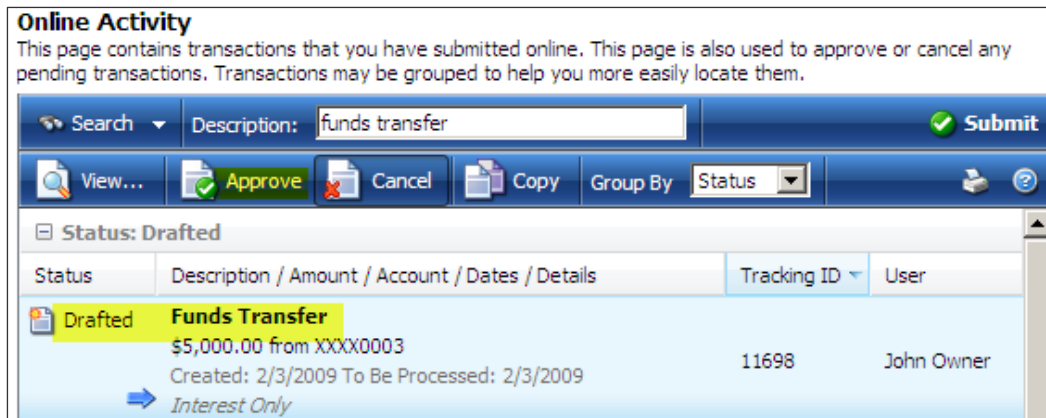 Online Activity
This page contains transactions that you have submitted online. This page is also used to approve or cancel any
pending transactions. Transactions may be grouped to help you more easily locate them.
Search Description: funds transfer Submit
View... Approve Cancel Copy Group By Status
Status: Drafted
Status Description / Amount / Account / Dates / Details Tracking ID User
Drafted Funds Transfer
$5,000.00 from XXXX0003
11698 John Owner
Created: 2/3/2009 To Be Processed: 2/3/2009
Interest Only